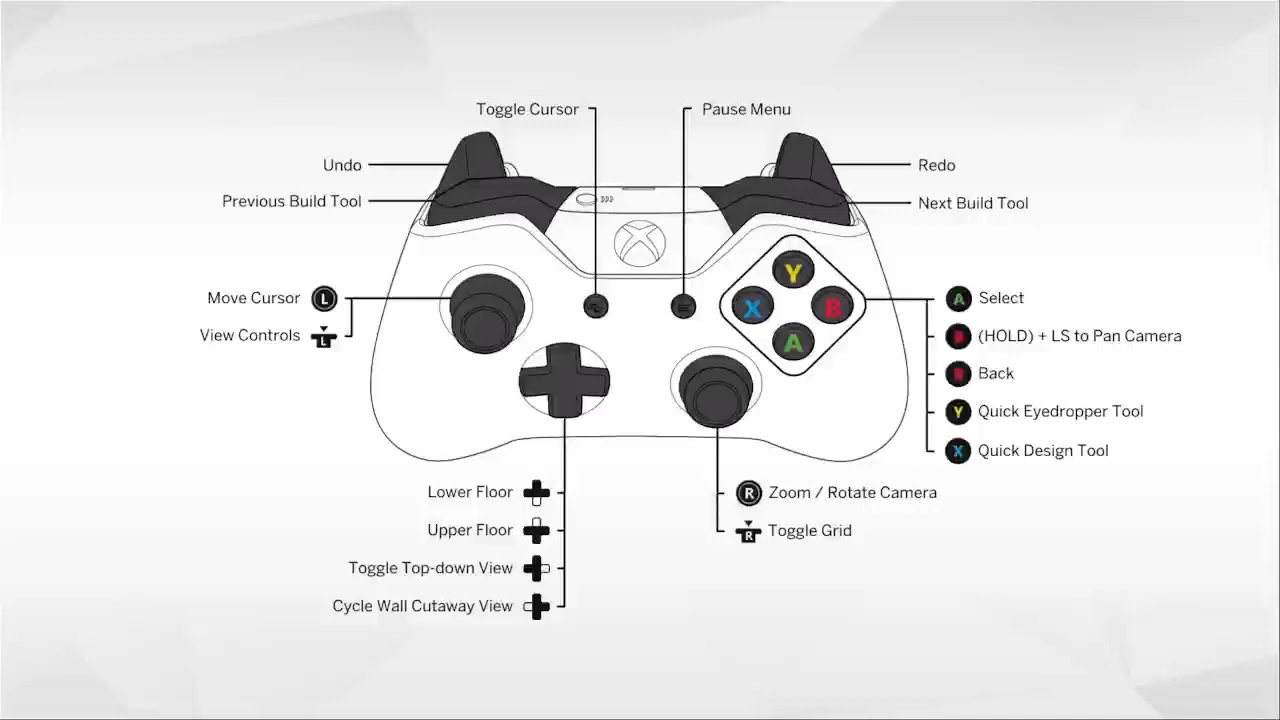 Toggle Cursor
Pause Menu
Undo
Redo
Previous Build Tool
Next Build Tool
Y
X
B
A
Move Cursor L
View Controls L
A Select
B (HOLD) + LS to Pan Camera
B Back
Y Quick Eyedropper Tool
X Quick Design Tool
Lower Floor
Upper Floor
Toggle Top-down View
Cycle Wall Cutaway View
R Zoom / Rotate Camera
R Toggle Grid